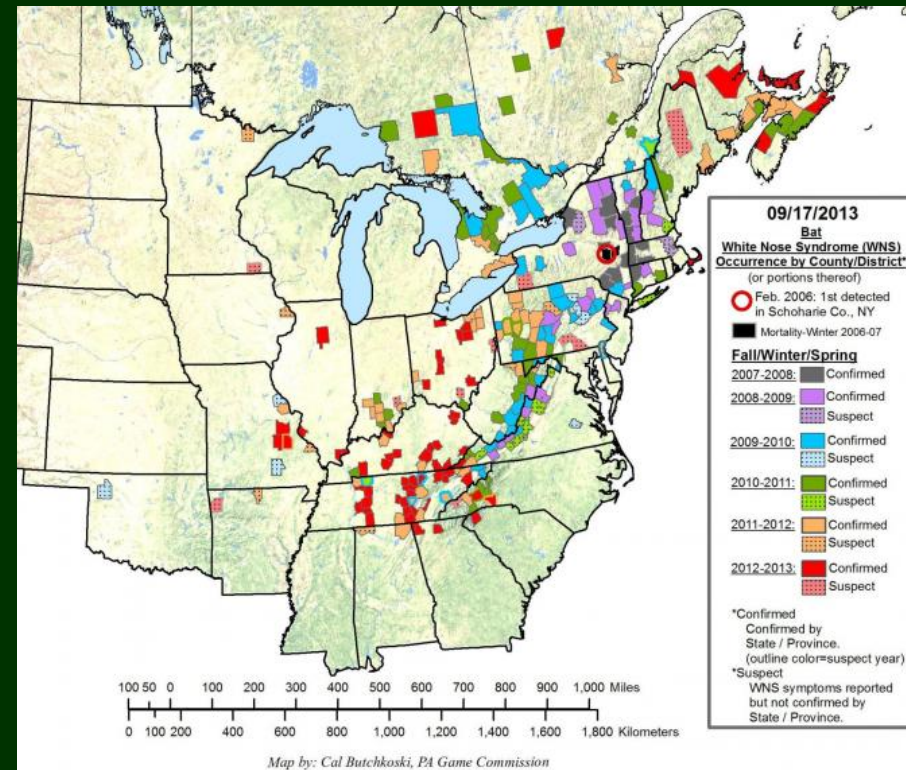 09/17/2013
Bat
White Nose Syndrome (WNS)
Occurrence by County/District*
(or portions thereof)
Feb. 2006: 1st detected
in Schoharie Co., NY
Mortality-Winter 2006-07
Fall/Winter/Spring
2007-2008: Confirmed
2008-2009: Confirmed
Suspect
2009-2010: Confirmed
Suspect
2010-2011: Confirmed
Suspect
2011-2012: Confirmed
Suspect
2012-2013: Confirmed
Suspect
*Confirmed
Confirmed by
State / Province.
(outline color=suspect year)
*Suspect
WNS symptoms reported
but not confirmed by
State / Province.
100 50 0 100 200 300 400 500 600 700 800 900 1,000 Miles
0 100 200 400 600 800 1,000 1,200 1,400 1,600 1,800 Kilometers
Map by: Cal Butchkoski, PA Game Commission